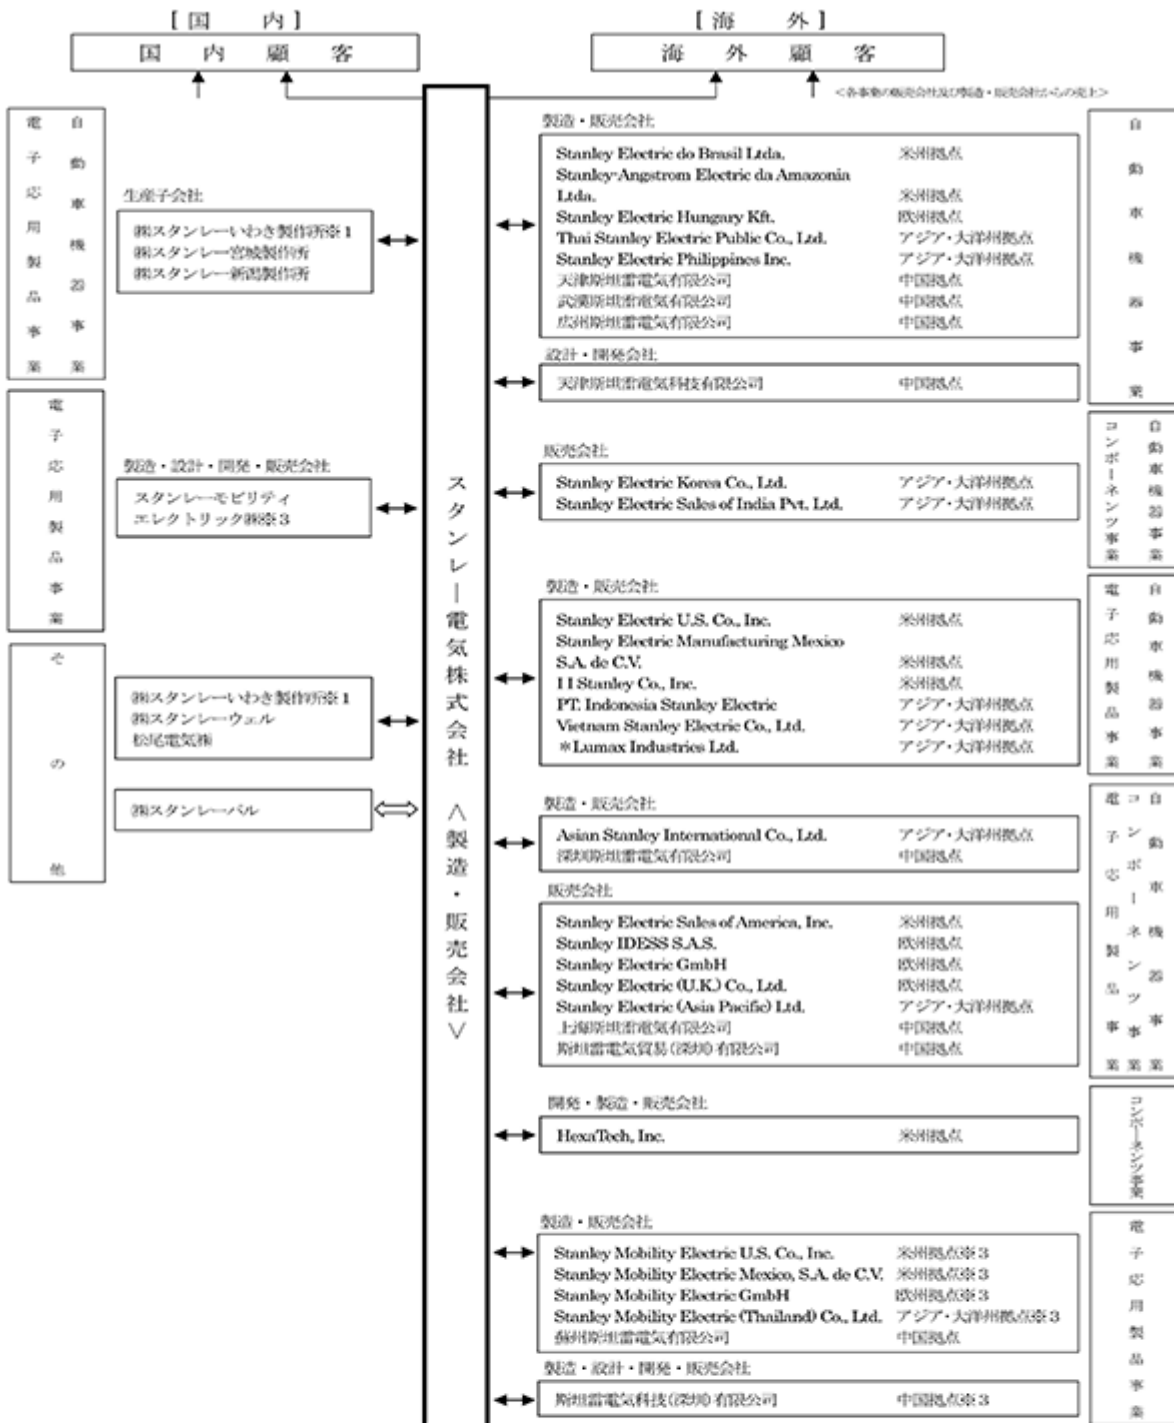 ［国　　内］
国　内　顧　客
［海　　外］
海　外　顧　客
＜各事業の販売会社及び製造・販売会社からの売上＞
自動車機器事業
電子応用製品事業
生産子会社
㈱スタンレーいわき製作所※1
㈱スタンレー宮城製作所
㈱スタンレー新潟製作所
電子応用製品事業
製造・設計・開発・販売会社
スタンレーモビリティ
エレクトリック㈱※3
その他
㈱スタンレーいわき製作所※1
㈱スタンレーウェル
松尾電気㈱
㈱スタンレーパル
スタンレー電気株式会社　＜製造・販売会社＞
製造・販売会社
Stanley Electric do Brasil Ltda.　米州拠点
Stanley-Angstrom Electric da Amazonia
Ltda.　米州拠点
Stanley Electric Hungary Kft.　欧州拠点
Thai Stanley Electric Public Co., Ltd.　アジア・大洋州拠点
Stanley Electric Philippines Inc.　アジア・大洋州拠点
天津斯坦雷電気有限公司　中国拠点
武漢斯坦雷電気有限公司　中国拠点
広州斯坦雷電気有限公司　中国拠点
設計・開発会社
天津斯坦雷電気科技有限公司　中国拠点
自動車機器事業
販売会社
Stanley Electric Korea Co., Ltd.　アジア・大洋州拠点
Stanley Electric Sales of India Pvt. Ltd.　アジア・大洋州拠点
自動車機器事業
コンポーネンツ事業
製造・販売会社
Stanley Electric U.S. Co., Inc.　米州拠点
Stanley Electric Manufacturing Mexico
S.A. de C.V.　米州拠点
I I Stanley Co., Inc.　米州拠点
PT. Indonesia Stanley Electric　アジア・大洋州拠点
Vietnam Stanley Electric Co., Ltd.　アジア・大洋州拠点
＊Lumax Industries Ltd.　アジア・大洋州拠点
自動車機器事業
電子応用製品事業
製造・販売会社
Asian Stanley International Co., Ltd.　アジア・大洋州拠点
深圳斯坦雷電気有限公司　中国拠点
販売会社
Stanley Electric Sales of America, Inc.　米州拠点
Stanley IDESS S.A.S.　欧州拠点
Stanley Electric GmbH　欧州拠点
Stanley Electric (U.K.) Co., Ltd.　欧州拠点
Stanley Electric (Asia Pacific) Ltd.　アジア・大洋州拠点
上海斯坦雷電気有限公司　中国拠点
斯坦雷電気貿易(深圳)有限公司　中国拠点
自動車機器事業
コンポーネンツ事業
電子応用製品事業
開発・製造・販売会社
HexaTech, Inc.　米州拠点
コンポーネンツ事業
製造・販売会社
Stanley Mobility Electric U.S. Co., Inc.　米州拠点※3
Stanley Mobility Electric Mexico, S.A. de C.V.　米州拠点※3
Stanley Mobility Electric GmbH　欧州拠点※3
Stanley Mobility Electric (Thailand) Co., Ltd.　アジア・大洋州拠点※3
蘇州斯坦雷電気有限公司　中国拠点
製造・設計・開発・販売会社
斯坦雷電気科技(深圳)有限公司　中国拠点※3
電子応用製品事業